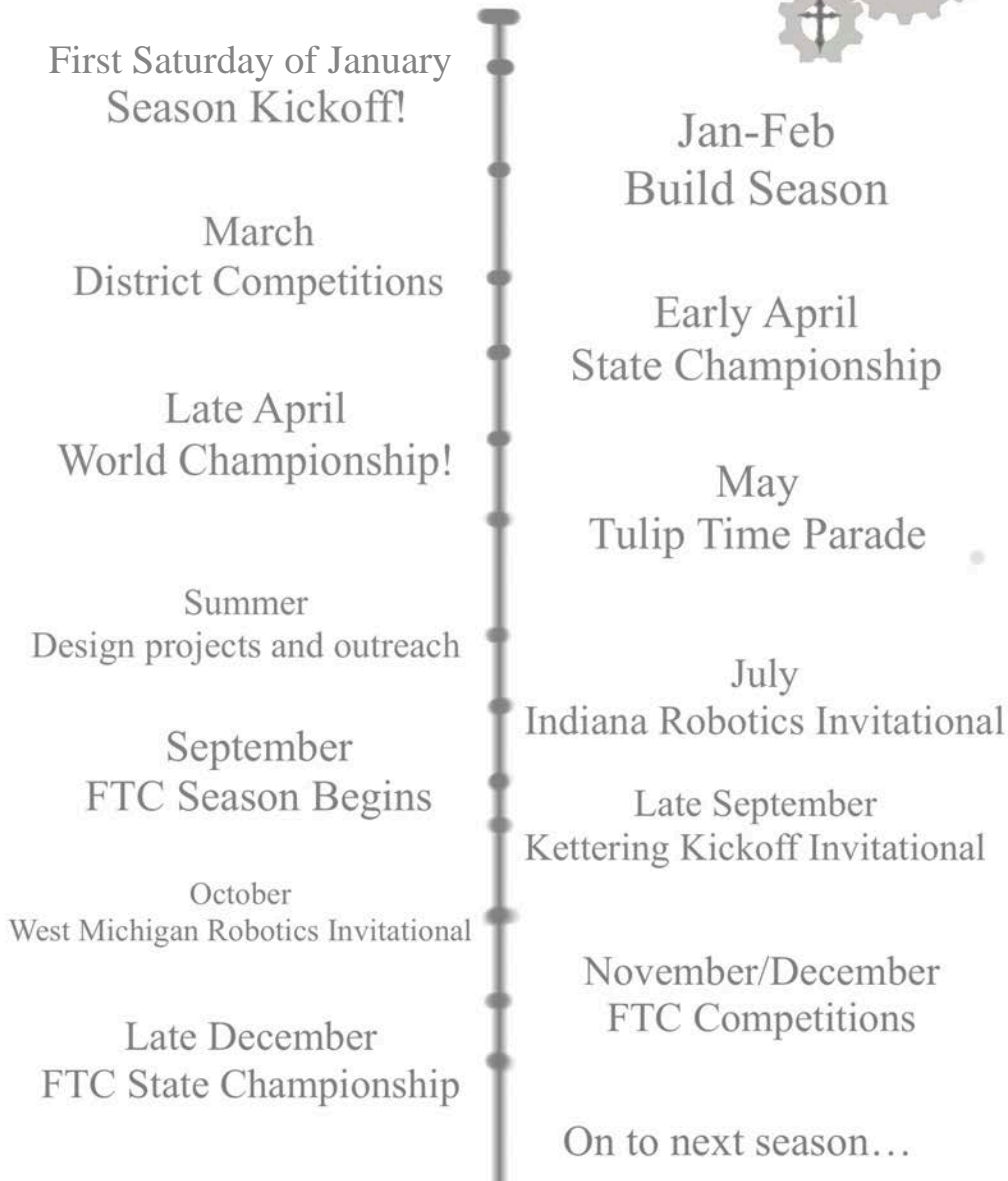 First Saturday of January
Season Kickoff!
Jan-Feb
Build Season
March
District Competitions
Early April
State Championship
Late April
World Championship!
May
Tulip Time Parade
Summer
Design projects and outreach
July
Indiana Robotics Invitational
September
FTC Season Begins
Late September
Kettering Kickoff Invitational
October
West Michigan Robotics Invitational
November/December
FTC Competitions
Late December
FTC State Championship
On to next season…